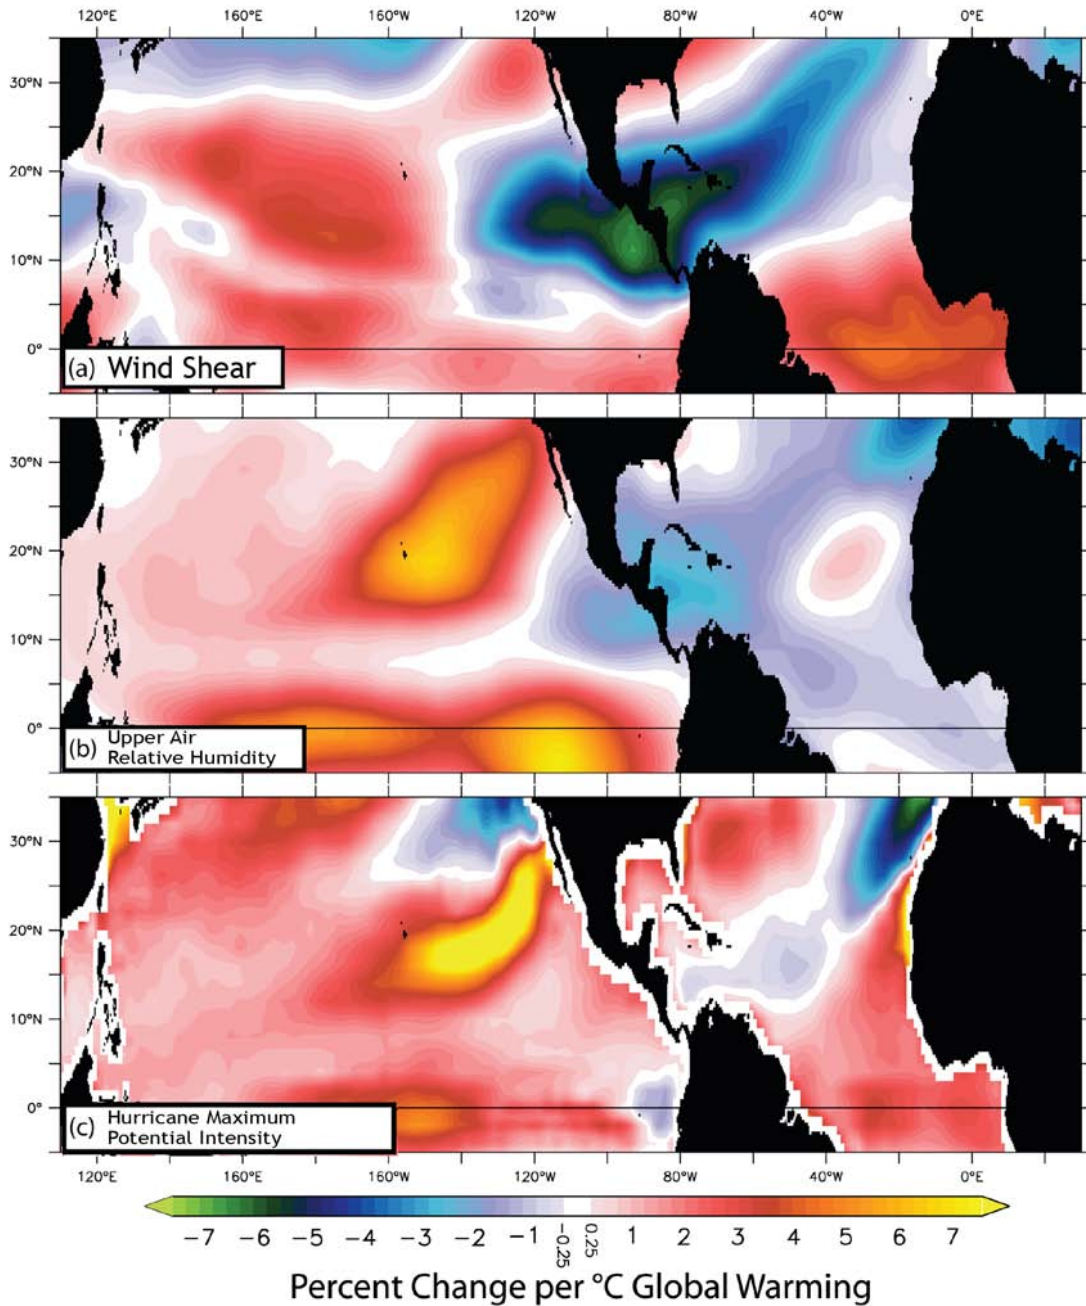 120°E 160°E 160°W 120°W 80°W 40°W 0°E
30°N
20°N
10°N
0°
(a) Wind Shear
30°N
20°N
10°N
0°
(b) Upper Air
Relative Humidity
30°N
20°N
10°N
0°
(c) Hurricane Maximum
Potential Intensity
120°E 160°E 160°W 120°W 80°W 40°W 0°E
-7 -6 -5 -4 -3 -2 -1 -0.25 0.25 1 2 3 4 5 6 7
Percent Change per °C Global Warming